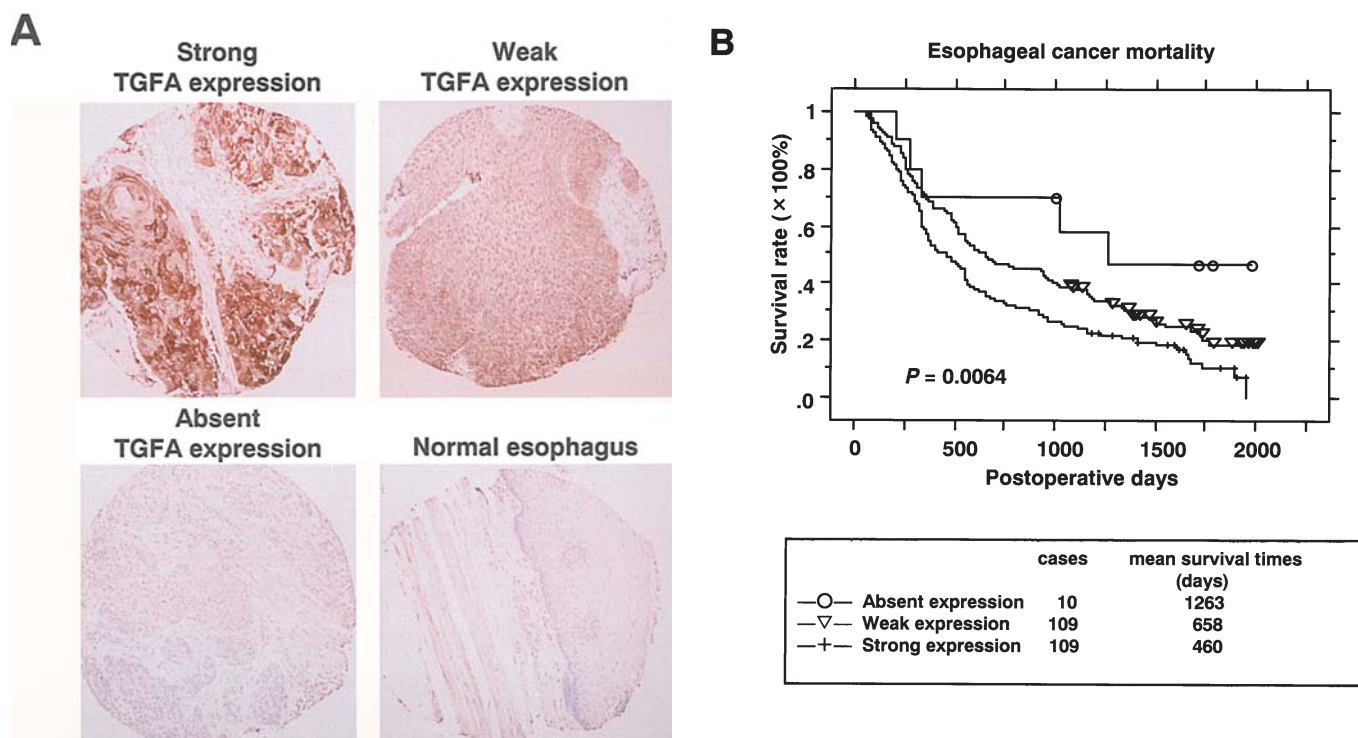 A
Strong
TGFA expression
Weak
TGFA expression
Absent
TGFA expression
Normal esophagus
B
Esophageal cancer mortality
Survival rate (× 100%)
1
.8
.6
.4
.2
.0
P = 0.0064
0 500 1000 1500 2000
Postoperative days
cases mean survival times
(days)
Absent expression 10 1263
Weak expression 109 658
Strong expression 109 460